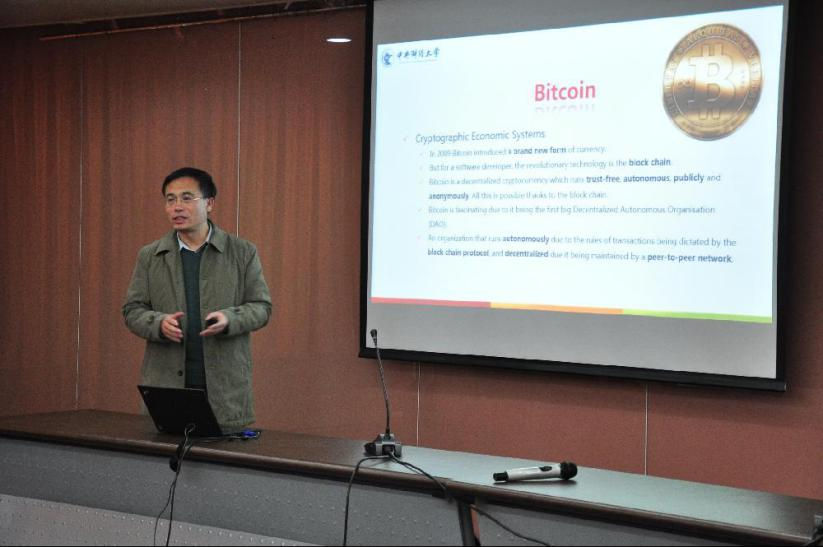 中央财经大学
Bitcoin
Cryptographic Economic Systems
In 2009 Bitcoin introduced a brand new form of currency.
But for a software developer, the revolutionary technology is the block chain.
Bitcoin is a decentralized cryptocurrency which runs trust-free, autonomous, publicly and
anonymously. All this is possible thanks to the block chain.
Bitcoin is fascinating due to it being the first big Decentralized Autonomous Organisation
(DAO).
An organization that runs autonomously due to the rules of transactions being dictated by the
block chain protocol, and decentralized due it being maintained by a peer-to-peer network.